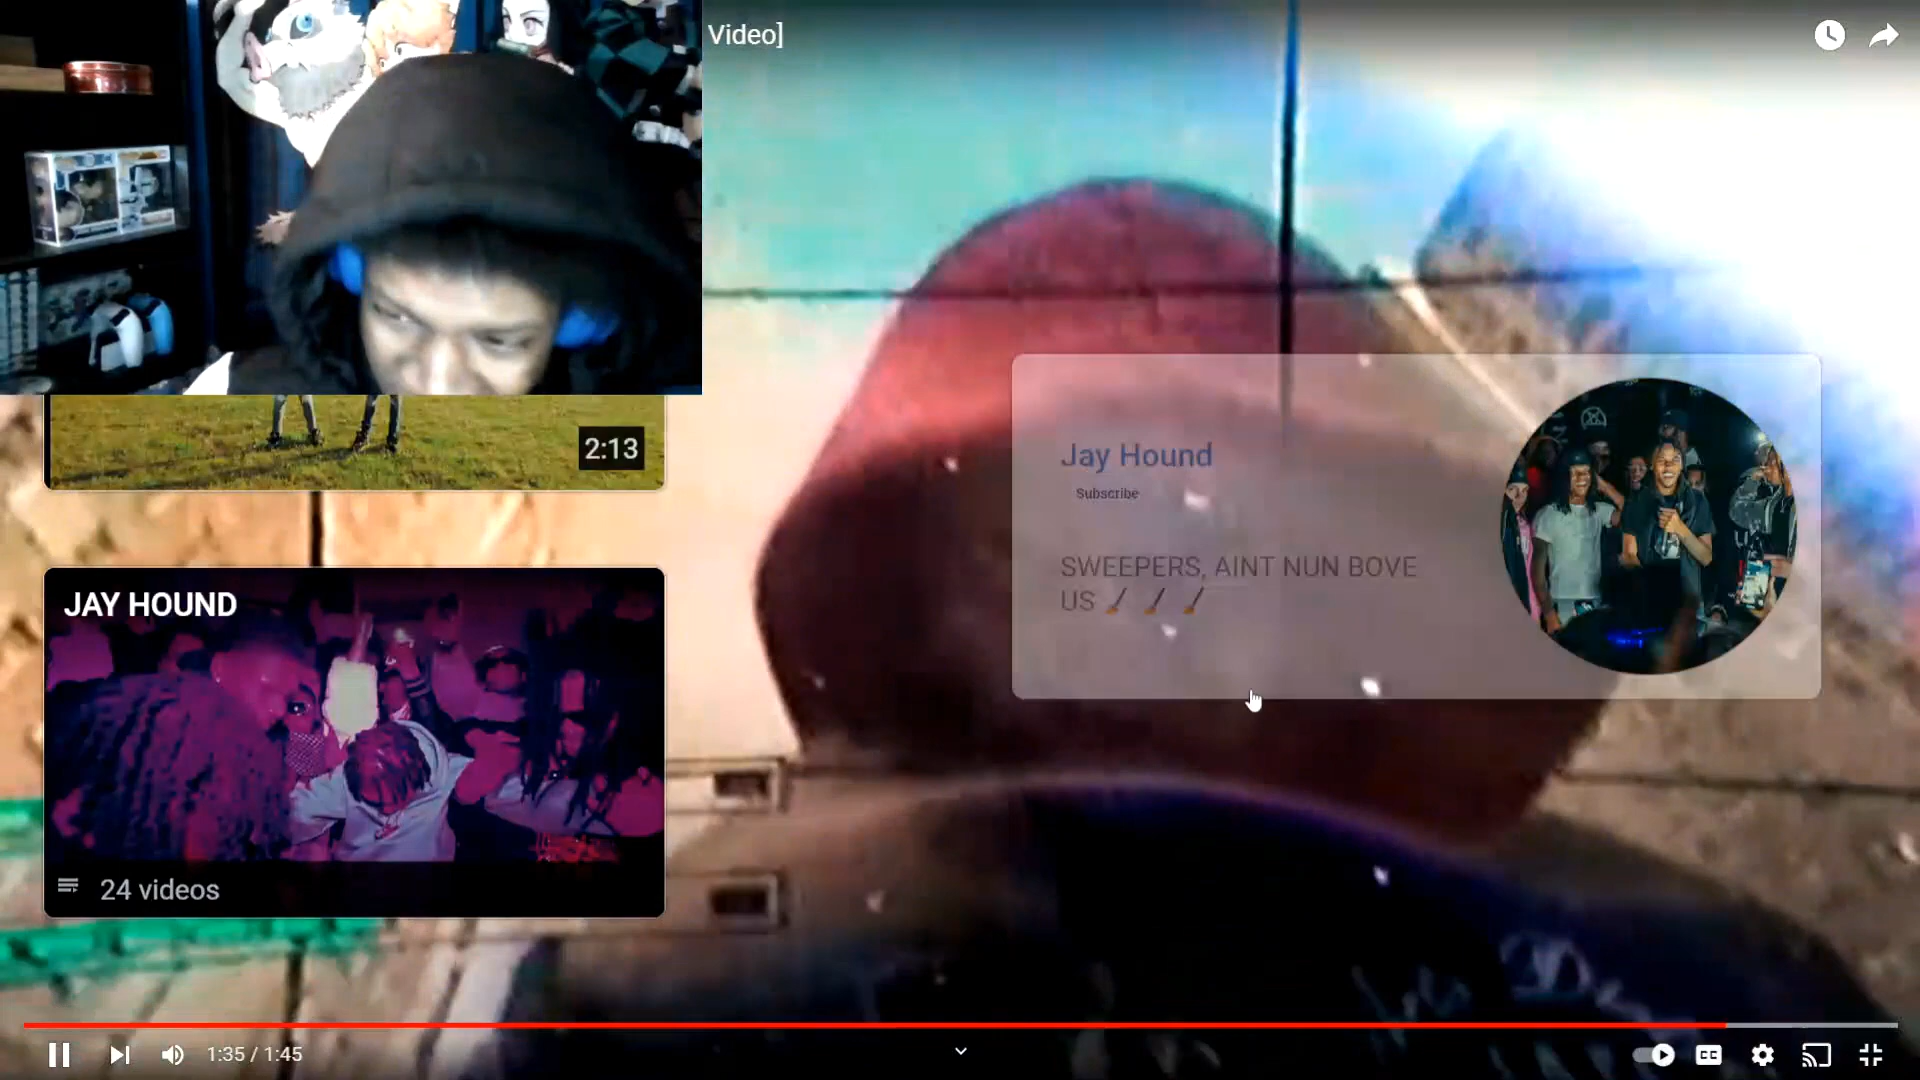 Video]
2:13
Jay Hound
Subscribe
SWEEPERS, AINT NUN BOVE
US
JAY HOUND
24 videos
1:35 / 1:45
CC